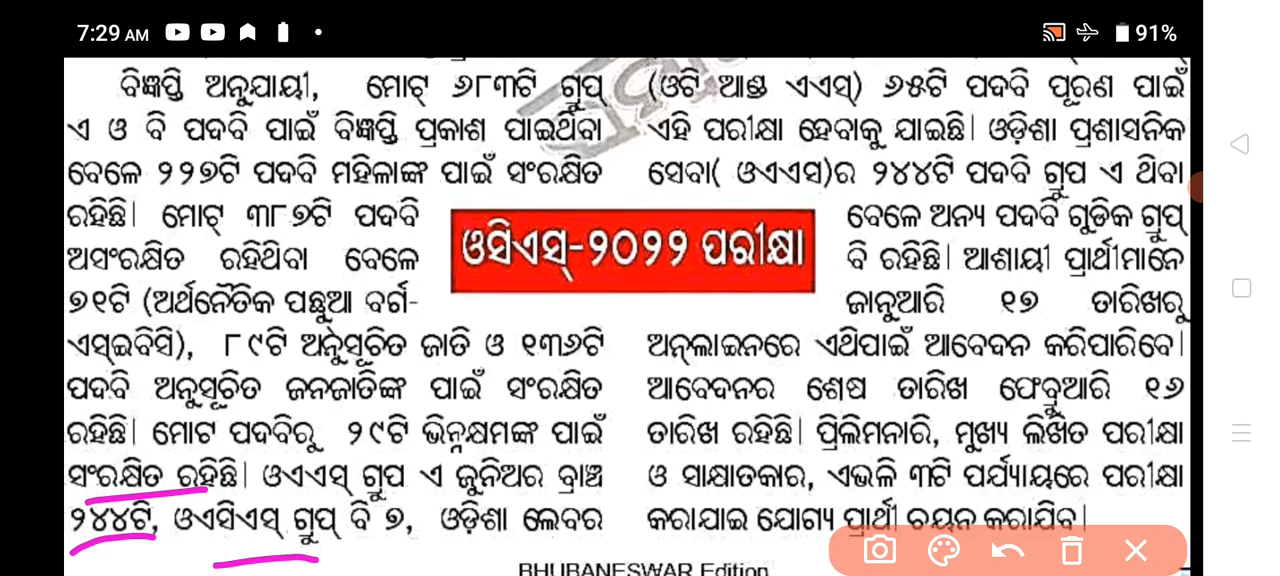 7:29 AM
91%
ବିଜ୍ଞପ୍ତି ଅନୁଯାୟୀ, ମୋଟ୍ ୬୮୩ଟି ଗ୍ରୁପ୍
ଏ ଓ ବି ପଦବି ପାଇଁ ବିଜ୍ଞପ୍ତି ପ୍ରକାଶ ପାଇଥିବା
ବେଳେ ୨୨୭ଟି ପଦବି ମହିଳାଙ୍କ ପାଇଁ ସଂରକ୍ଷିତ
ରହିଛି। ମୋଟ୍ ୩୮୭ଟି ପଦବି
ଅସଂରକ୍ଷିତ ରହିଥିବା ବେଳେ
୭୧ଟି (ଅର୍ଥନୈତିକ ପଛୁଆ ବର୍ଗ-
ଏସ୍‌ଇବିସି), ୮୯ଟି ଅନୁସୂଚିତ ଜାତି ଓ ୧୩୬ଟି
ପଦବି ଅନୁସୂଚିତ ଜନଜାତିଙ୍କ ପାଇଁ ସଂରକ୍ଷିତ
ରହିଛି। ମୋଟ ପଦବିରୁ ୨୯ଟି ଭିନ୍ନକ୍ଷମଙ୍କ ପାଇଁ
ସଂରକ୍ଷିତ ରହିଛି। ଓଏଏସ୍ ଗ୍ରୁପ ଏ ଜୁନିଅର ବ୍ରାଞ୍ଚ
୨୪୪ଟି, ଓଏସିଏସ୍ ଗ୍ରୁପ୍ ବି ୭, ଓଡ଼ିଶା ଲେବର
ଓସିଏସ୍-୨୦୨୨ ପରୀକ୍ଷା
(ଓଟି ଆଣ୍ଡ ଏଏସ୍) ୬୫ଟି ପଦବି ପୂରଣ ପାଇଁ
ଏହି ପରୀକ୍ଷା ହେବାକୁ ଯାଇଛି। ଓଡ଼ିଶା ପ୍ରଶାସନିକ
ସେବା( ଓଏଏସ)ର ୨୪୪ଟି ପଦବି ଗ୍ରୁପ ଏ ଥିବା
ବେଳେ ଅନ୍ୟ ପଦବି ଗୁଡିକ ଗ୍ରୁପ୍
ବି ରହିଛି। ଆଶାୟୀ ପ୍ରାର୍ଥୀମାନେ
ଜାନୁଆରି ୧୭ ତାରିଖରୁ
ଅନ୍‌ଲାଇନରେ ଏଥିପାଇଁ ଆବେଦନ କରିପାରିବେ।
ଆବେଦନର ଶେଷ ତାରିଖ ଫେବୃଆରି ୧୬
ତାରିଖ ରହିଛି। ପ୍ରିଲିମନାରି, ମୁଖ୍ୟ ଲିଖିତ ପରୀକ୍ଷା
ଓ ସାକ୍ଷାତକାର, ଏଭଳି ୩ଟି ପର୍ଯ୍ୟାୟରେ ପରୀକ୍ଷା
କରାଯାଇ ଯୋଗ୍ୟ ପ୍ରାର୍ଥୀ ଚୟନ କରାଯିବ।
BHUBANESWAR Edition